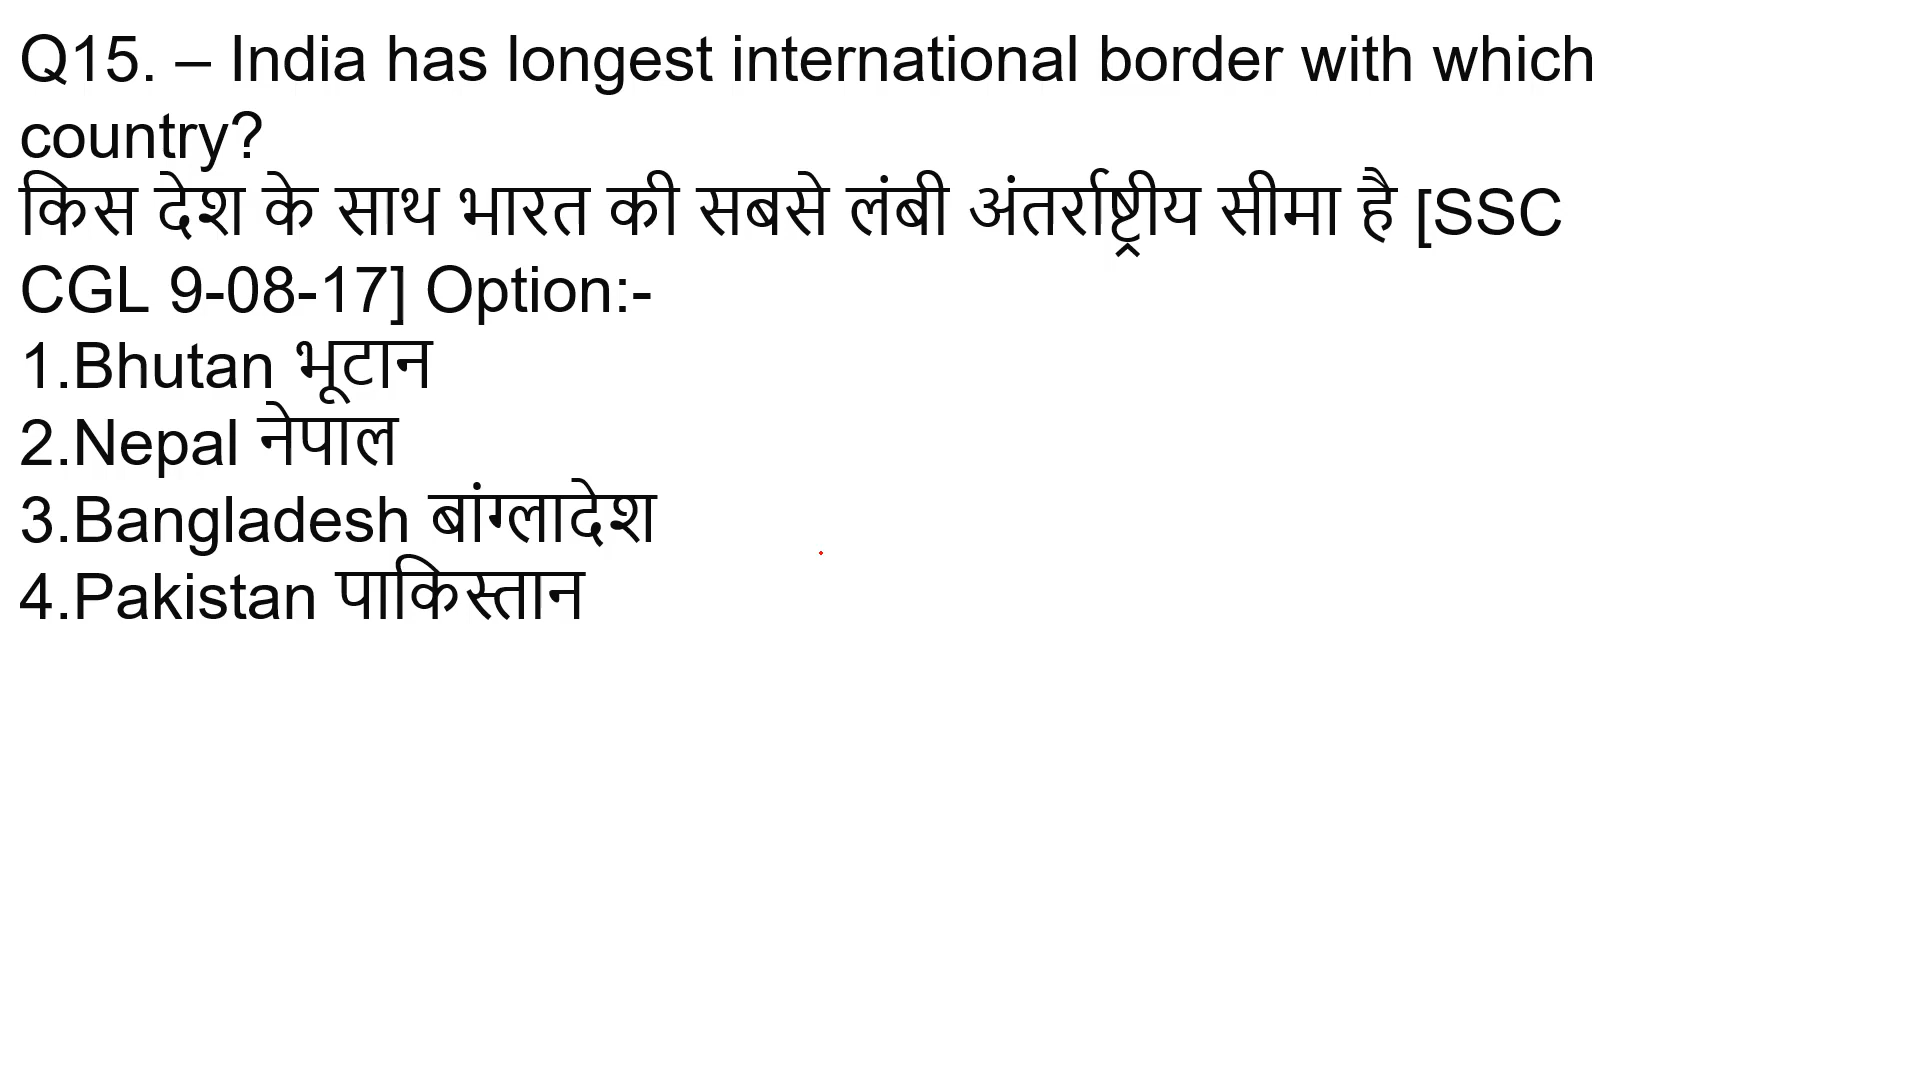 Q15. – India has longest international border with which
country?
किस देश के साथ भारत की सबसे लंबी अंतर्राष्ट्रीय सीमा है [SSC
CGL 9-08-17] Option:-
1.Bhutan भूटान
2.Nepal नेपाल
3.Bangladesh बांग्लादेश
4.Pakistan पाकिस्तान